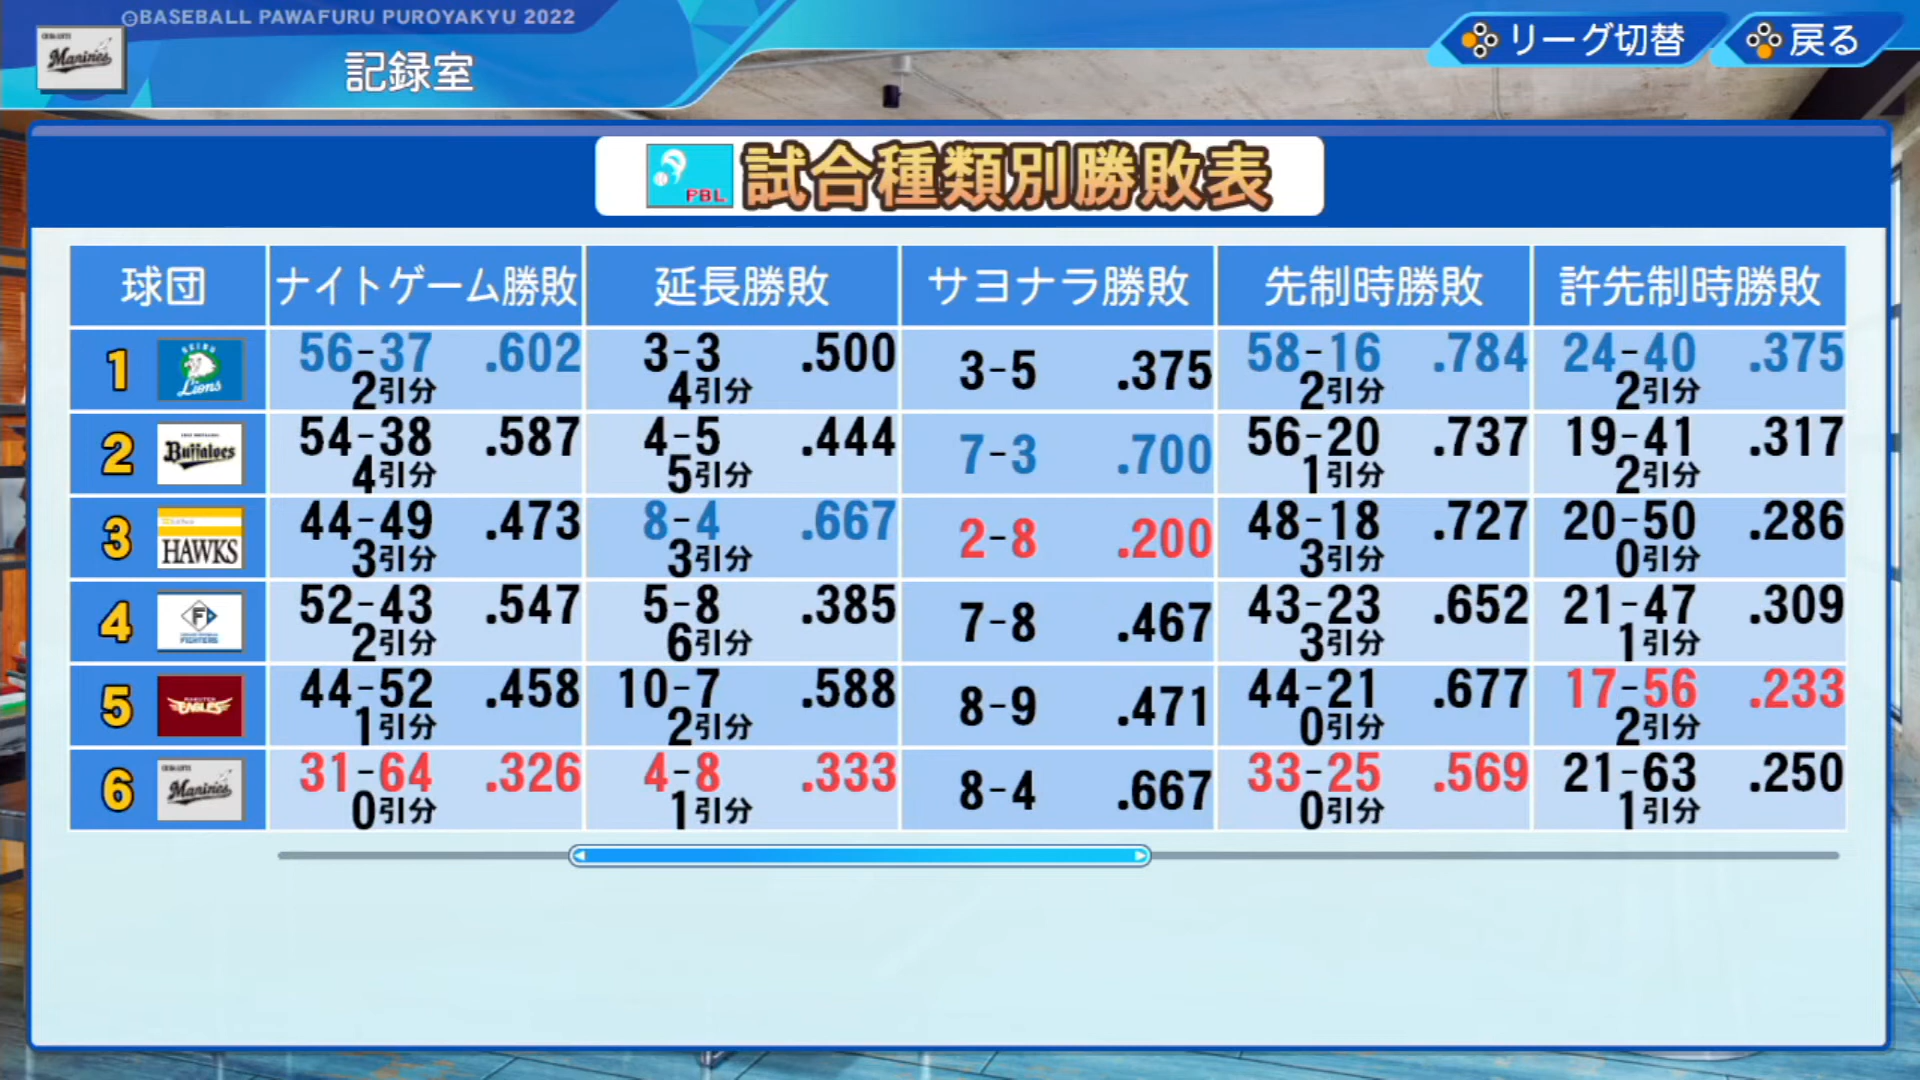 ©BASEBALL PAWAFURU PUROYAKYU 2022
Marines
記録室
リーグ切替
戻る
PBL 試合種類別勝敗表
球団 ナイトゲーム勝敗 延長勝敗 サヨナラ勝敗 先制時勝敗 許先制時勝敗
1 SEIBU Lions 56-37 .602 2引分 3-3 .500 4引分 3-5 .375 58-16 .784 2引分 24-40 .375 2引分
2 Buffaloes 54-38 .587 4引分 4-5 .444 5引分 7-3 .700 56-20 .737 1引分 19-41 .317 2引分
3 HAWKS 44-49 .473 3引分 8-4 .667 3引分 2-8 .200 48-18 .727 3引分 20-50 .286 0引分
4 F FIGHTERS 52-43 .547 2引分 5-8 .385 6引分 7-8 .467 43-23 .652 3引分 21-47 .309 1引分
5 EAGLES 44-52 .458 1引分 10-7 .588 2引分 8-9 .471 44-21 .677 0引分 17-56 .233 2引分
6 Marines 31-64 .326 0引分 4-8 .333 1引分 8-4 .667 33-25 .569 0引分 21-63 .250 1引分